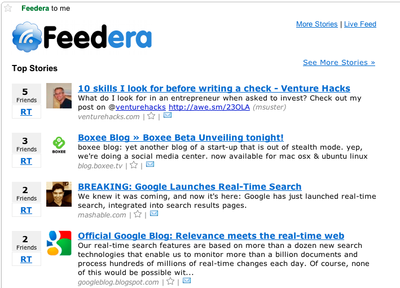 Feedera to me
More Stories | Live Feed
Feedera
See More Stories »
Top Stories
5
Friends
RT
10 skills I look for before writing a check - Venture Hacks
What do I look for in an entrepreneur when asked to invest? Check out my
post on @venturehacks http://awe.sm/23OLA (msuster)
venturehacks.com | |
3
Friends
RT
BOXEE
Boxee Blog » Boxee Beta Unveiling tonight!
boxee blog: yet another blog of a start-up that is out of stealth mode. yep,
we're doing a social media center. now available for mac osx & ubuntu linux
blog.boxee.tv | |
2
Friends
RT
BREAKING: Google Launches Real-Time Search
We knew it was coming, and now it's here: Google has just launched real-time
search, integrated into search results pages.
mashable.com | |
2
Friends
RT
Official Google Blog: Relevance meets the real-time web
Our real-time search features are based on more than a dozen new search
technologies that enable us to monitor more than a billion documents and
process hundreds of millions of real-time changes each day. Of course, none
of this would be possible wit...
googleblog.blogspot.com | |